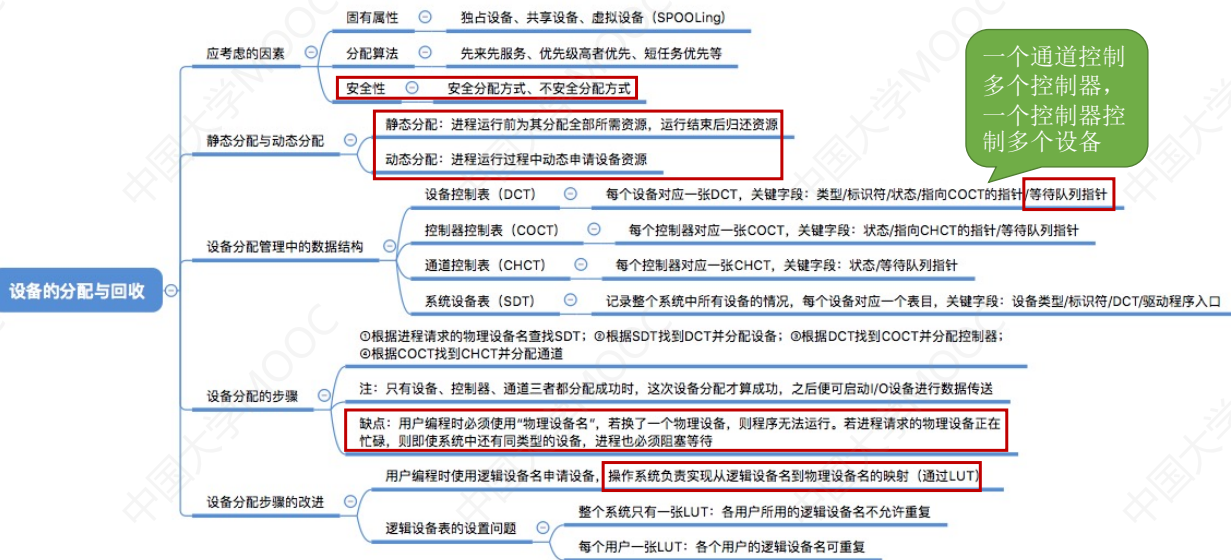 固有属性
独占设备、共享设备、虚拟设备（SPOOLing）
应考虑的因素
分配算法
先来先服务、优先级高者优先、短任务优先等
安全性
安全分配方式、不安全分配方式
一个通道控制
多个控制器，
一个控制器控
制多个设备
静态分配与动态分配
静态分配：进程运行前为其分配全部所需资源，运行结束后归还资源
动态分配：进程运行过程中动态申请设备资源
设备的分配与回收
设备分配管理中的数据结构
设备控制表（DCT）
每个设备对应一张DCT，关键字段：类型/标识符/状态/指向COCT的指针/等待队列指针
控制器控制表（COCT）
每个控制器对应一张COCT，关键字段：状态/指向CHCT的指针/等待队列指针
通道控制表（CHCT）
每个控制器对应一张CHCT，关键字段：状态/等待队列指针
系统设备表（SDT）
记录整个系统中所有设备的情况，每个设备对应一个表目，关键字段：设备类型/标识符/DCT/驱动程序入口
设备分配的步骤
①根据进程请求的物理设备名查找SDT；②根据SDT找到DCT并分配设备；③根据DCT找到COCT并分配控制器；
④根据COCT找到CHCT并分配通道
注：只有设备、控制器、通道三者都分配成功时，这次设备分配才算成功，之后便可启动I/O设备进行数据传送
缺点：用户编程时必须使用“物理设备名”，若换了一个物理设备，则程序无法运行。若进程请求的物理设备正在
忙碌，则即使系统中还有同类型的设备，进程也必须阻塞等待
设备分配步骤的改进
用户编程时使用逻辑设备名申请设备，操作系统负责实现从逻辑设备名到物理设备名的映射（通过LUT）
逻辑设备表的设置问题
整个系统只有一张LUT：各用户所用的逻辑设备名不允许重复
每个用户一张LUT：各个用户的逻辑设备名可重复
中国大学MOOC